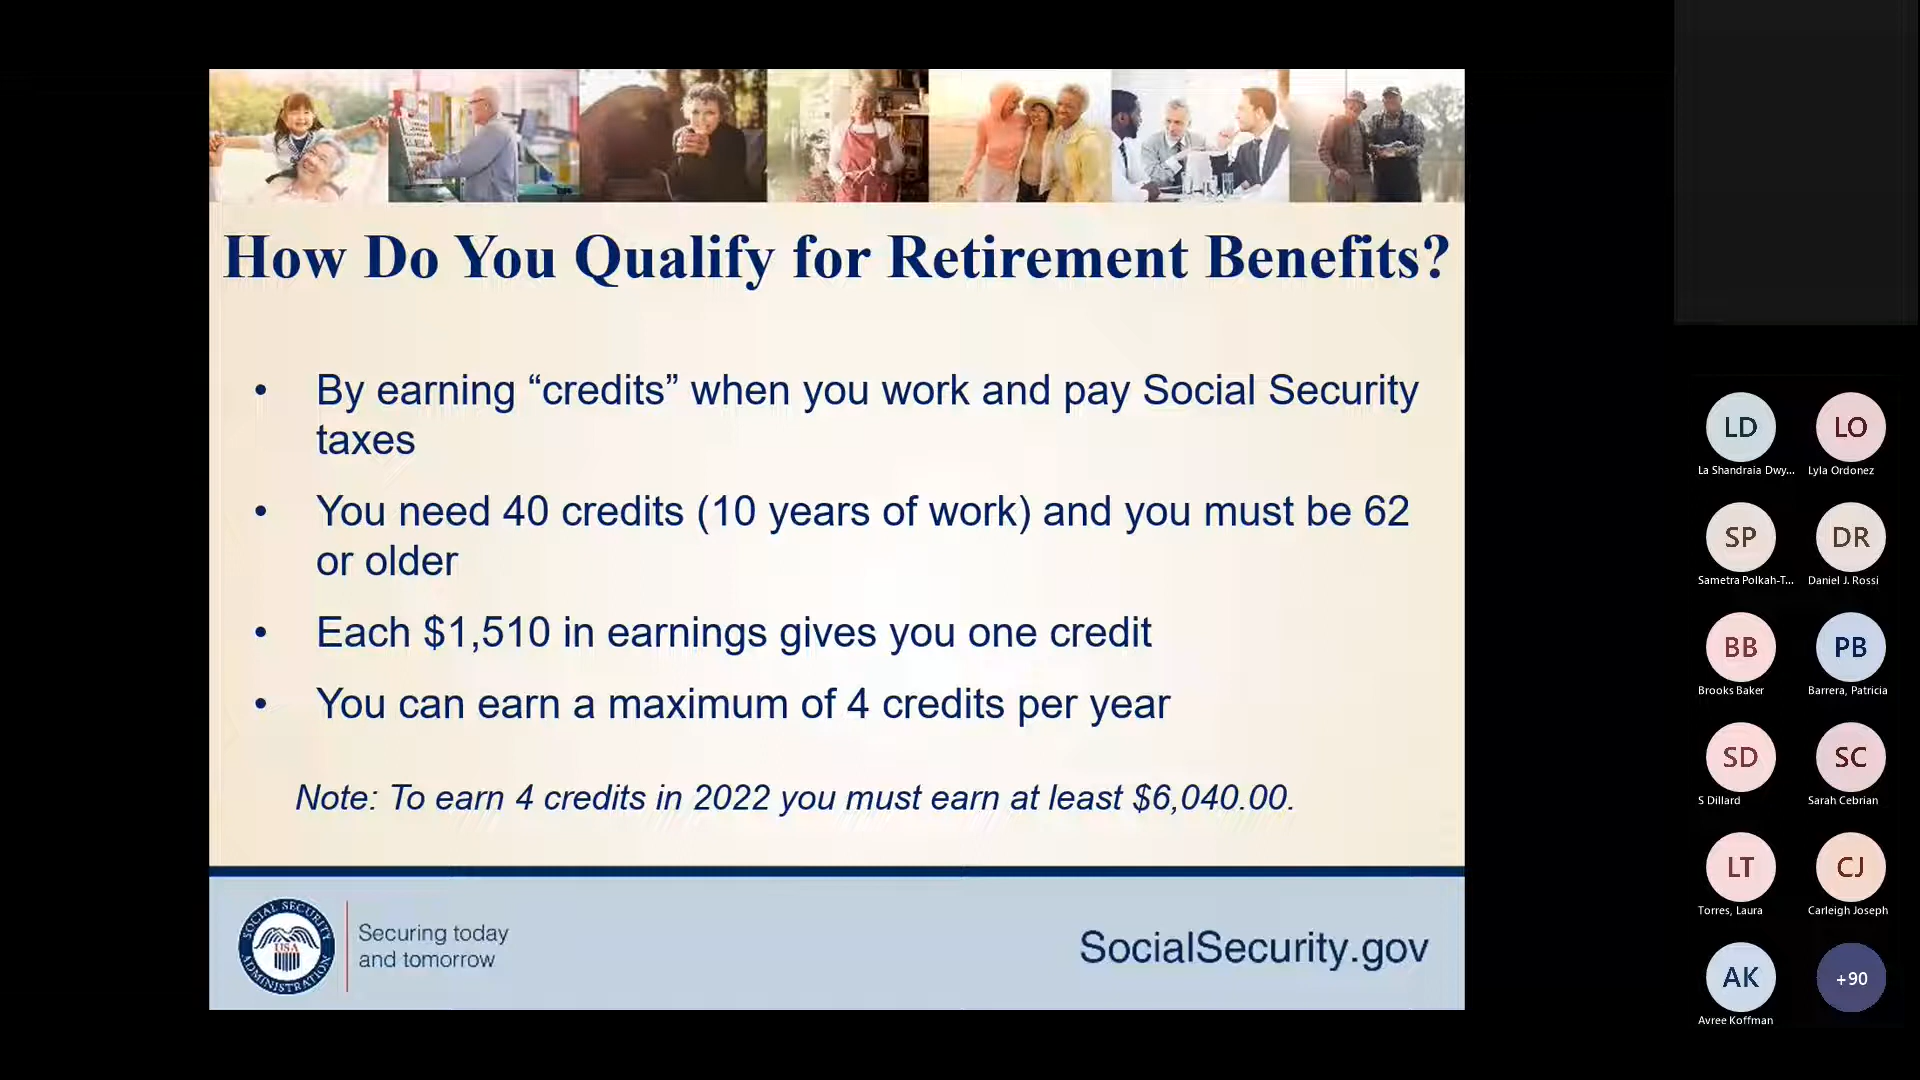 How Do You Qualify for Retirement Benefits?
• By earning “credits” when you work and pay Social Security
taxes
• You need 40 credits (10 years of work) and you must be 62
or older
• Each $1,510 in earnings gives you one credit
• You can earn a maximum of 4 credits per year
Note: To earn 4 credits in 2022 you must earn at least $6,040.00.
SOCIAL SECURITY
USA
ADMINISTRATION
Securing today
and tomorrow
SocialSecurity.gov
LD
La Shandraia Dwy...
LO
Lyla Ordonez
SP
Sametra Polkah-T...
DR
Daniel J. Rossi
BB
Brooks Baker
PB
Barrera, Patricia
SD
S Dillard
SC
Sarah Cebrian
LT
Torres, Laura
CJ
Carleigh Joseph
AK
Avree Koffman
+90